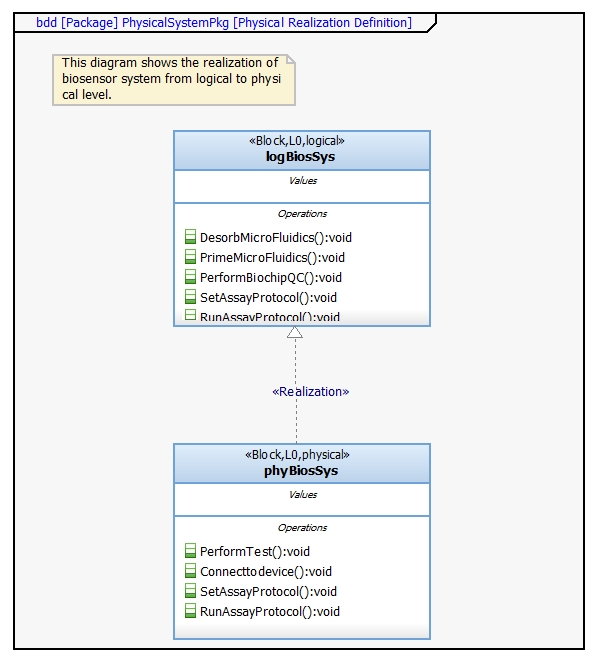 bdd [Package] PhysicalSystemPkg [Physical Realization Definition]
This diagram shows the realization of
biosensor system from logical to physi
cal level.
«Block,L0,logical»
logBiosSys
Values
Operations
DesorbMicroFluidics():void
PrimeMicroFluidics():void
PerformBiochipQC():void
SetAssayProtocol():void
RunAssayProtocol():void
«Realization»
«Block,L0,physical»
phyBiosSys
Values
Operations
PerformTest():void
Connecttodevice():void
SetAssayProtocol():void
RunAssayProtocol():void